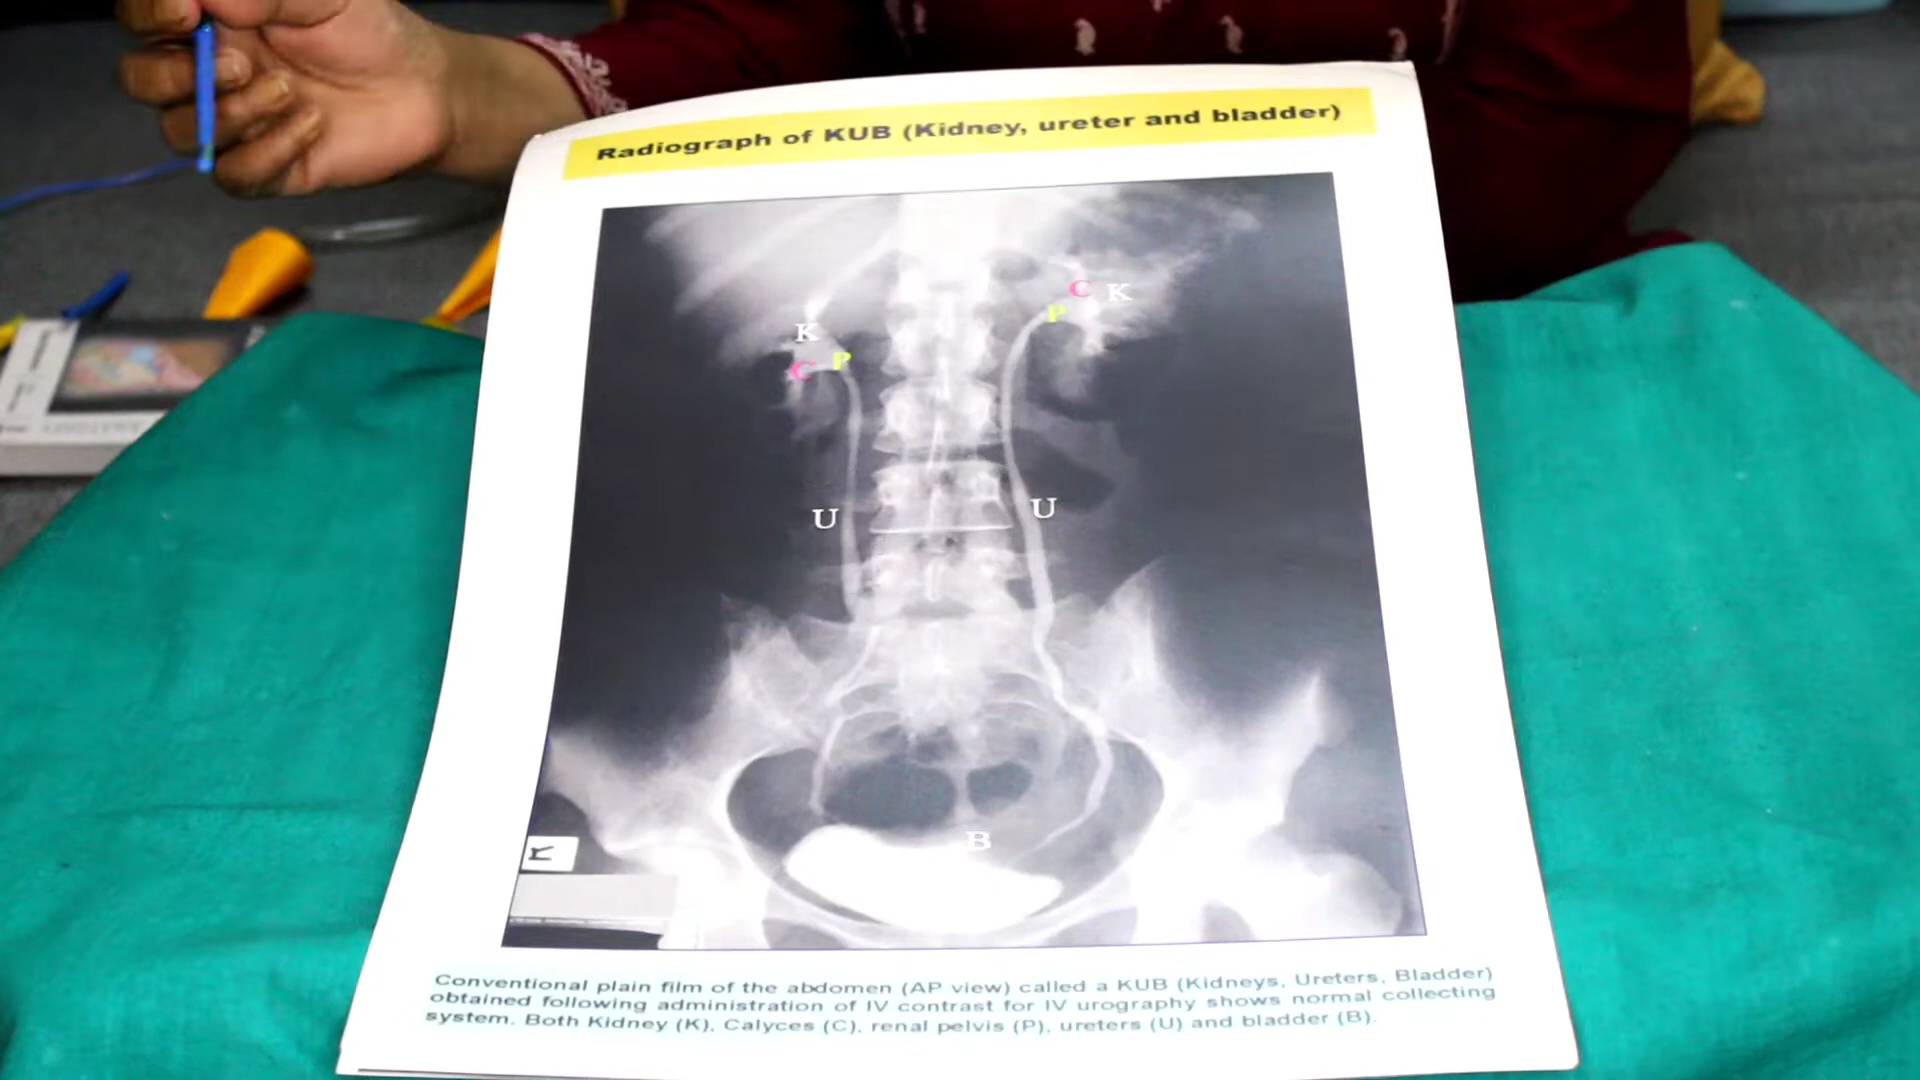 Radiograph of KUB (Kidney, ureter and bladder)
C K
P
K
C P
U U
B
R
Conventional plain film of the abdomen (AP view) called a KUB (Kidneys, Ureters, Bladder)
obtained following administration of IV contrast for IV urography shows normal collecting
system. Both Kidney (K), Calyces (C), renal pelvis (P), ureters (U) and bladder (B).